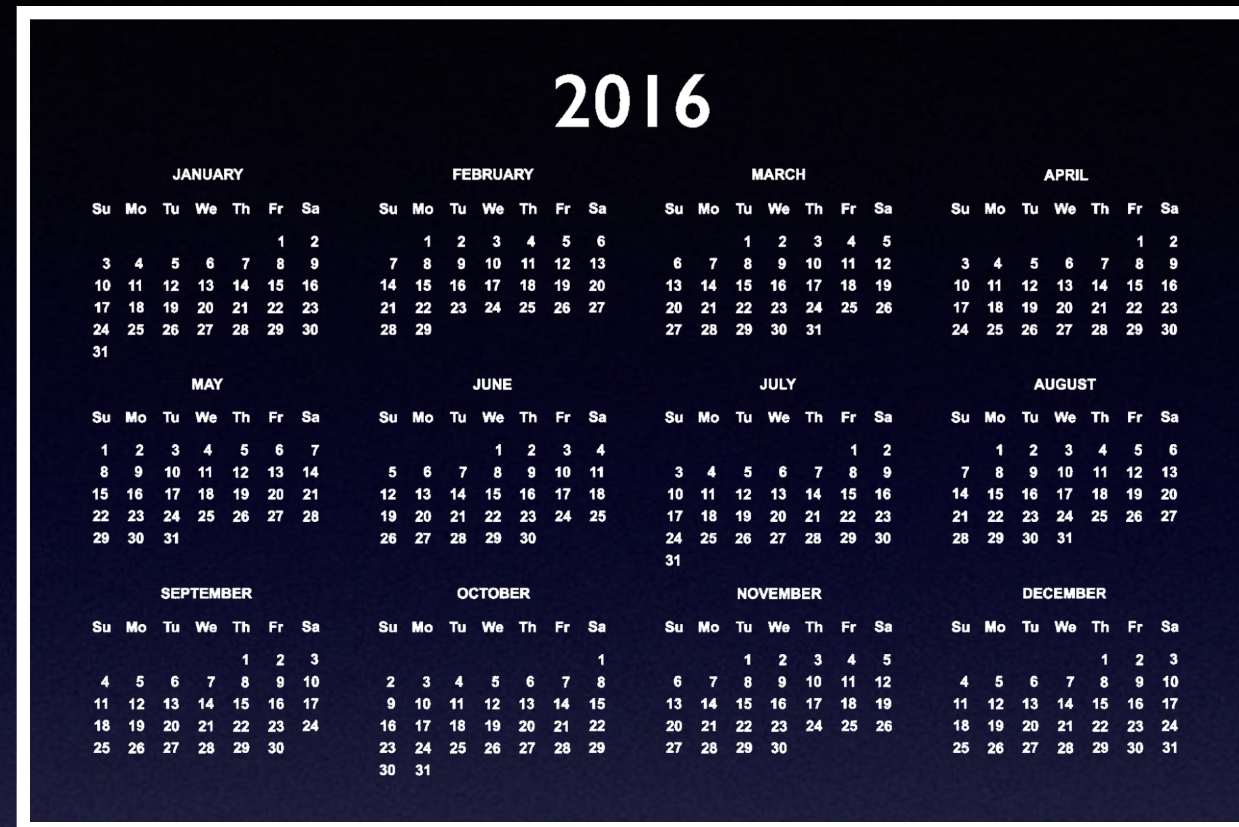 2016
JANUARY FEBRUARY MARCH APRIL
Su Mo Tu We Th Fr Sa Su Mo Tu We Th Fr Sa Su Mo Tu We Th Fr Sa Su Mo Tu We Th Fr Sa
1 2 1 2 3 4 5 6 1 2 3 4 5 1 2
3 4 5 6 7 8 9 7 8 9 10 11 12 13 6 7 8 9 10 11 12 3 4 5 6 7 8 9
10 11 12 13 14 15 16 14 15 16 17 18 19 20 13 14 15 16 17 18 19 10 11 12 13 14 15 16
17 18 19 20 21 22 23 21 22 23 24 25 26 27 20 21 22 23 24 25 26 17 18 19 20 21 22 23
24 25 26 27 28 29 30 28 29 27 28 29 30 31 24 25 26 27 28 29 30
31
MAY JUNE JULY AUGUST
Su Mo Tu We Th Fr Sa Su Mo Tu We Th Fr Sa Su Mo Tu We Th Fr Sa Su Mo Tu We Th Fr Sa
1 2 3 4 5 6 7 1 2 3 4 1 2 1 2 3 4 5 6
8 9 10 11 12 13 14 5 6 7 8 9 10 11 3 4 5 6 7 8 9 7 8 9 10 11 12 13
15 16 17 18 19 20 21 12 13 14 15 16 17 18 10 11 12 13 14 15 16 14 15 16 17 18 19 20
22 23 24 25 26 27 28 19 20 21 22 23 24 25 17 18 19 20 21 22 23 21 22 23 24 25 26 27
29 30 31 26 27 28 29 30 24 25 26 27 28 29 30 28 29 30 31
31
SEPTEMBER OCTOBER NOVEMBER DECEMBER
Su Mo Tu We Th Fr Sa Su Mo Tu We Th Fr Sa Su Mo Tu We Th Fr Sa Su Mo Tu We Th Fr Sa
1 2 3 1 1 2 3 4 5 1 2 3
4 5 6 7 8 9 10 2 3 4 5 6 7 8 6 7 8 9 10 11 12 4 5 6 7 8 9 10
11 12 13 14 15 16 17 9 10 11 12 13 14 15 13 14 15 16 17 18 19 11 12 13 14 15 16 17
18 19 20 21 22 23 24 16 17 18 19 20 21 22 20 21 22 23 24 25 26 18 19 20 21 22 23 24
25 26 27 28 29 30 23 24 25 26 27 28 29 27 28 29 30 25 26 27 28 29 30 31
30 31